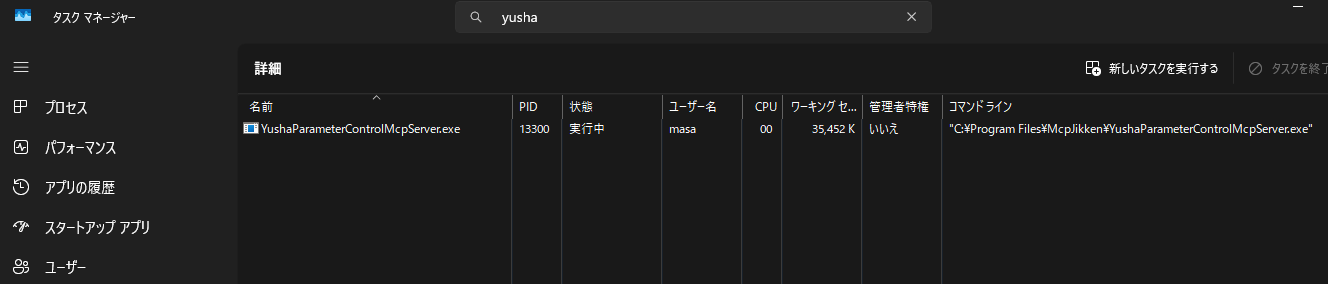 タスク マネージャー
yusha
詳細
新しいタスクを実行する
タスクを終了
プロセス
パフォーマンス
アプリの履歴
スタートアップ アプリ
ユーザー
名前 PID 状態 ユーザー名 CPU ワーキング セ... 管理者特権 コマンド ライン
YushaParameterControlMcpServer.exe 13300 実行中 masa 00 35,452 K いいえ "C:¥Program Files¥McpJikken¥YushaParameterControlMcpServer.exe"